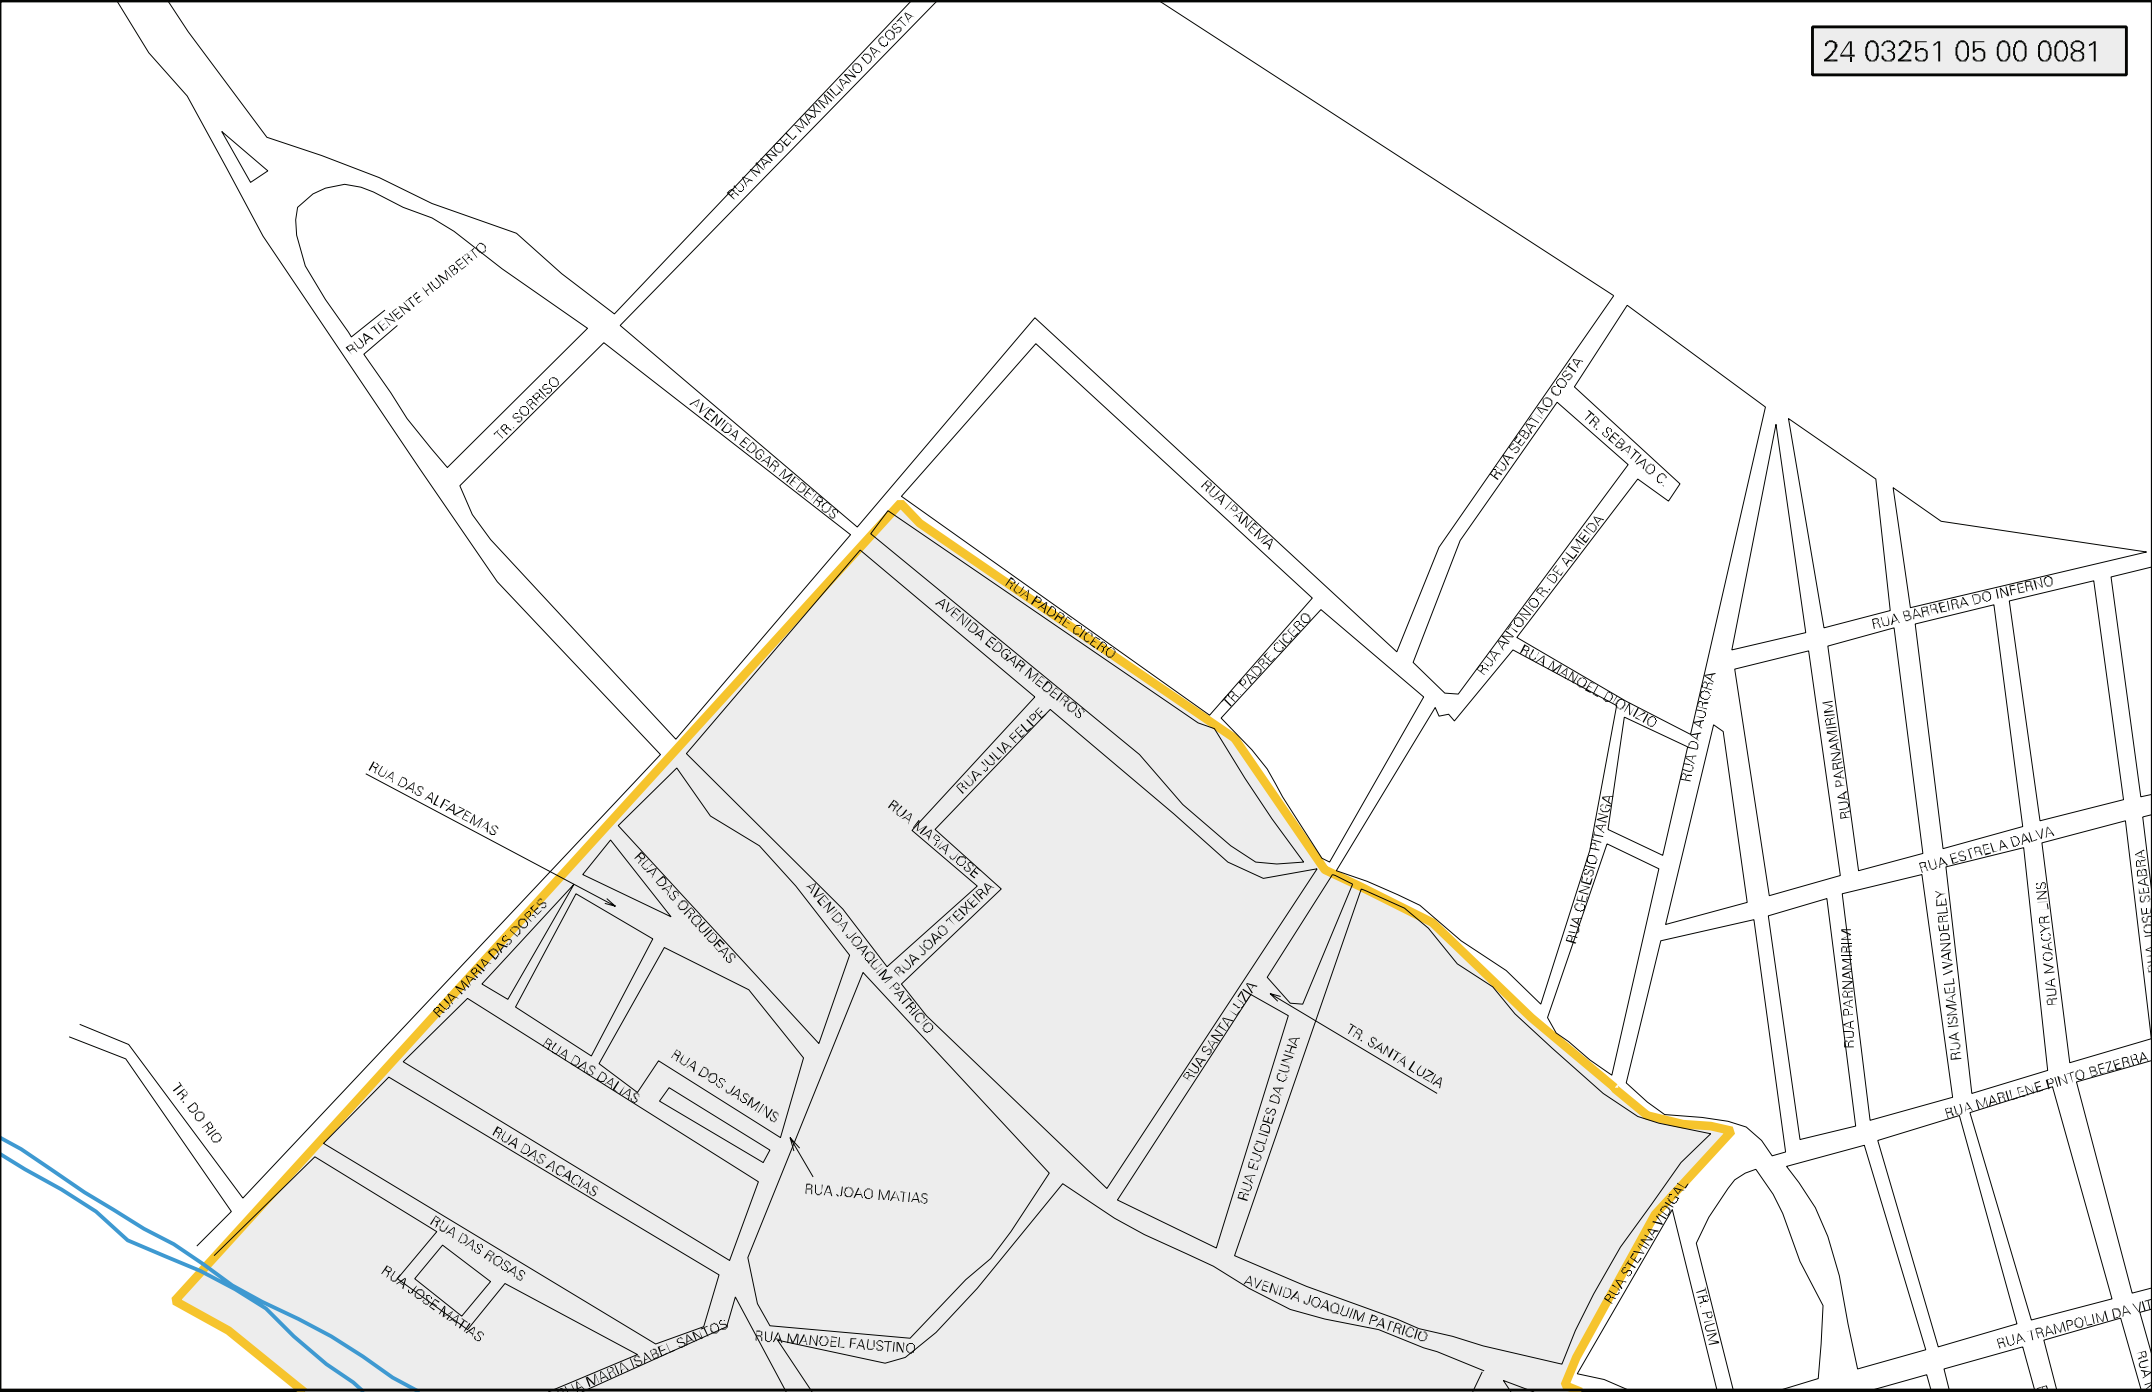 24 03251 05 00 0081
RUA MANOEL MAXIMILIANO DA COSTA
RUA TENENTE HUMBERTO
TR. SORRISO
AVENIDA EDGAR MEDEIROS
RUA SEBATIAO COSTA
TR. SEBATIAO C.
RUA IPANEMA
RUA ANTONIO R. DE ALMEIDA
RUA PADRE CICERO
AVENIDA EDGAR MEDEIROS
TR. PADRE CICERO
RUA MANOEL DIONIZIO
RUA BARREIRA DO INFERNO
RUA DA AURORA
RUA PARNAMIRIM
RUA JULIA FELIPE
RUA DAS ALFAZEMAS
RUA MARIA JOSE
RUA DAS ORQUIDEAS
AVENIDA JOAQUIM PATRICIO
RUA JOAO TEIXEIRA
RUA GENESIO PITANGA
RUA ESTRELA DALVA
RUA MARIA DAS DORES
RUA PARNAMIRIM
RUA ISMAEL WANDERLEY
RUA MOACYR LINS
JOSE SEABRA
RUA SANTA LUZIA
TR. SANTA LUZIA
RUA EUCLIDES DA CUNHA
RUA DAS DALIAS
RUA DOS JASMINS
TR. DO RIO
RUA MARILENE PINTO BEZERRA
RUA DAS ACACIAS
RUA JOAO MATIAS
RUA STEVINA VIDIGAL
RUA DAS ROSAS
RUA JOSE MATIAS
AVENIDA JOAQUIM PATRICIO
TR. PIUM
RUA TRAMPOLIM DA VIT
RUA MARIA ISABEL SANTOS
RUA MANOEL FAUSTINO